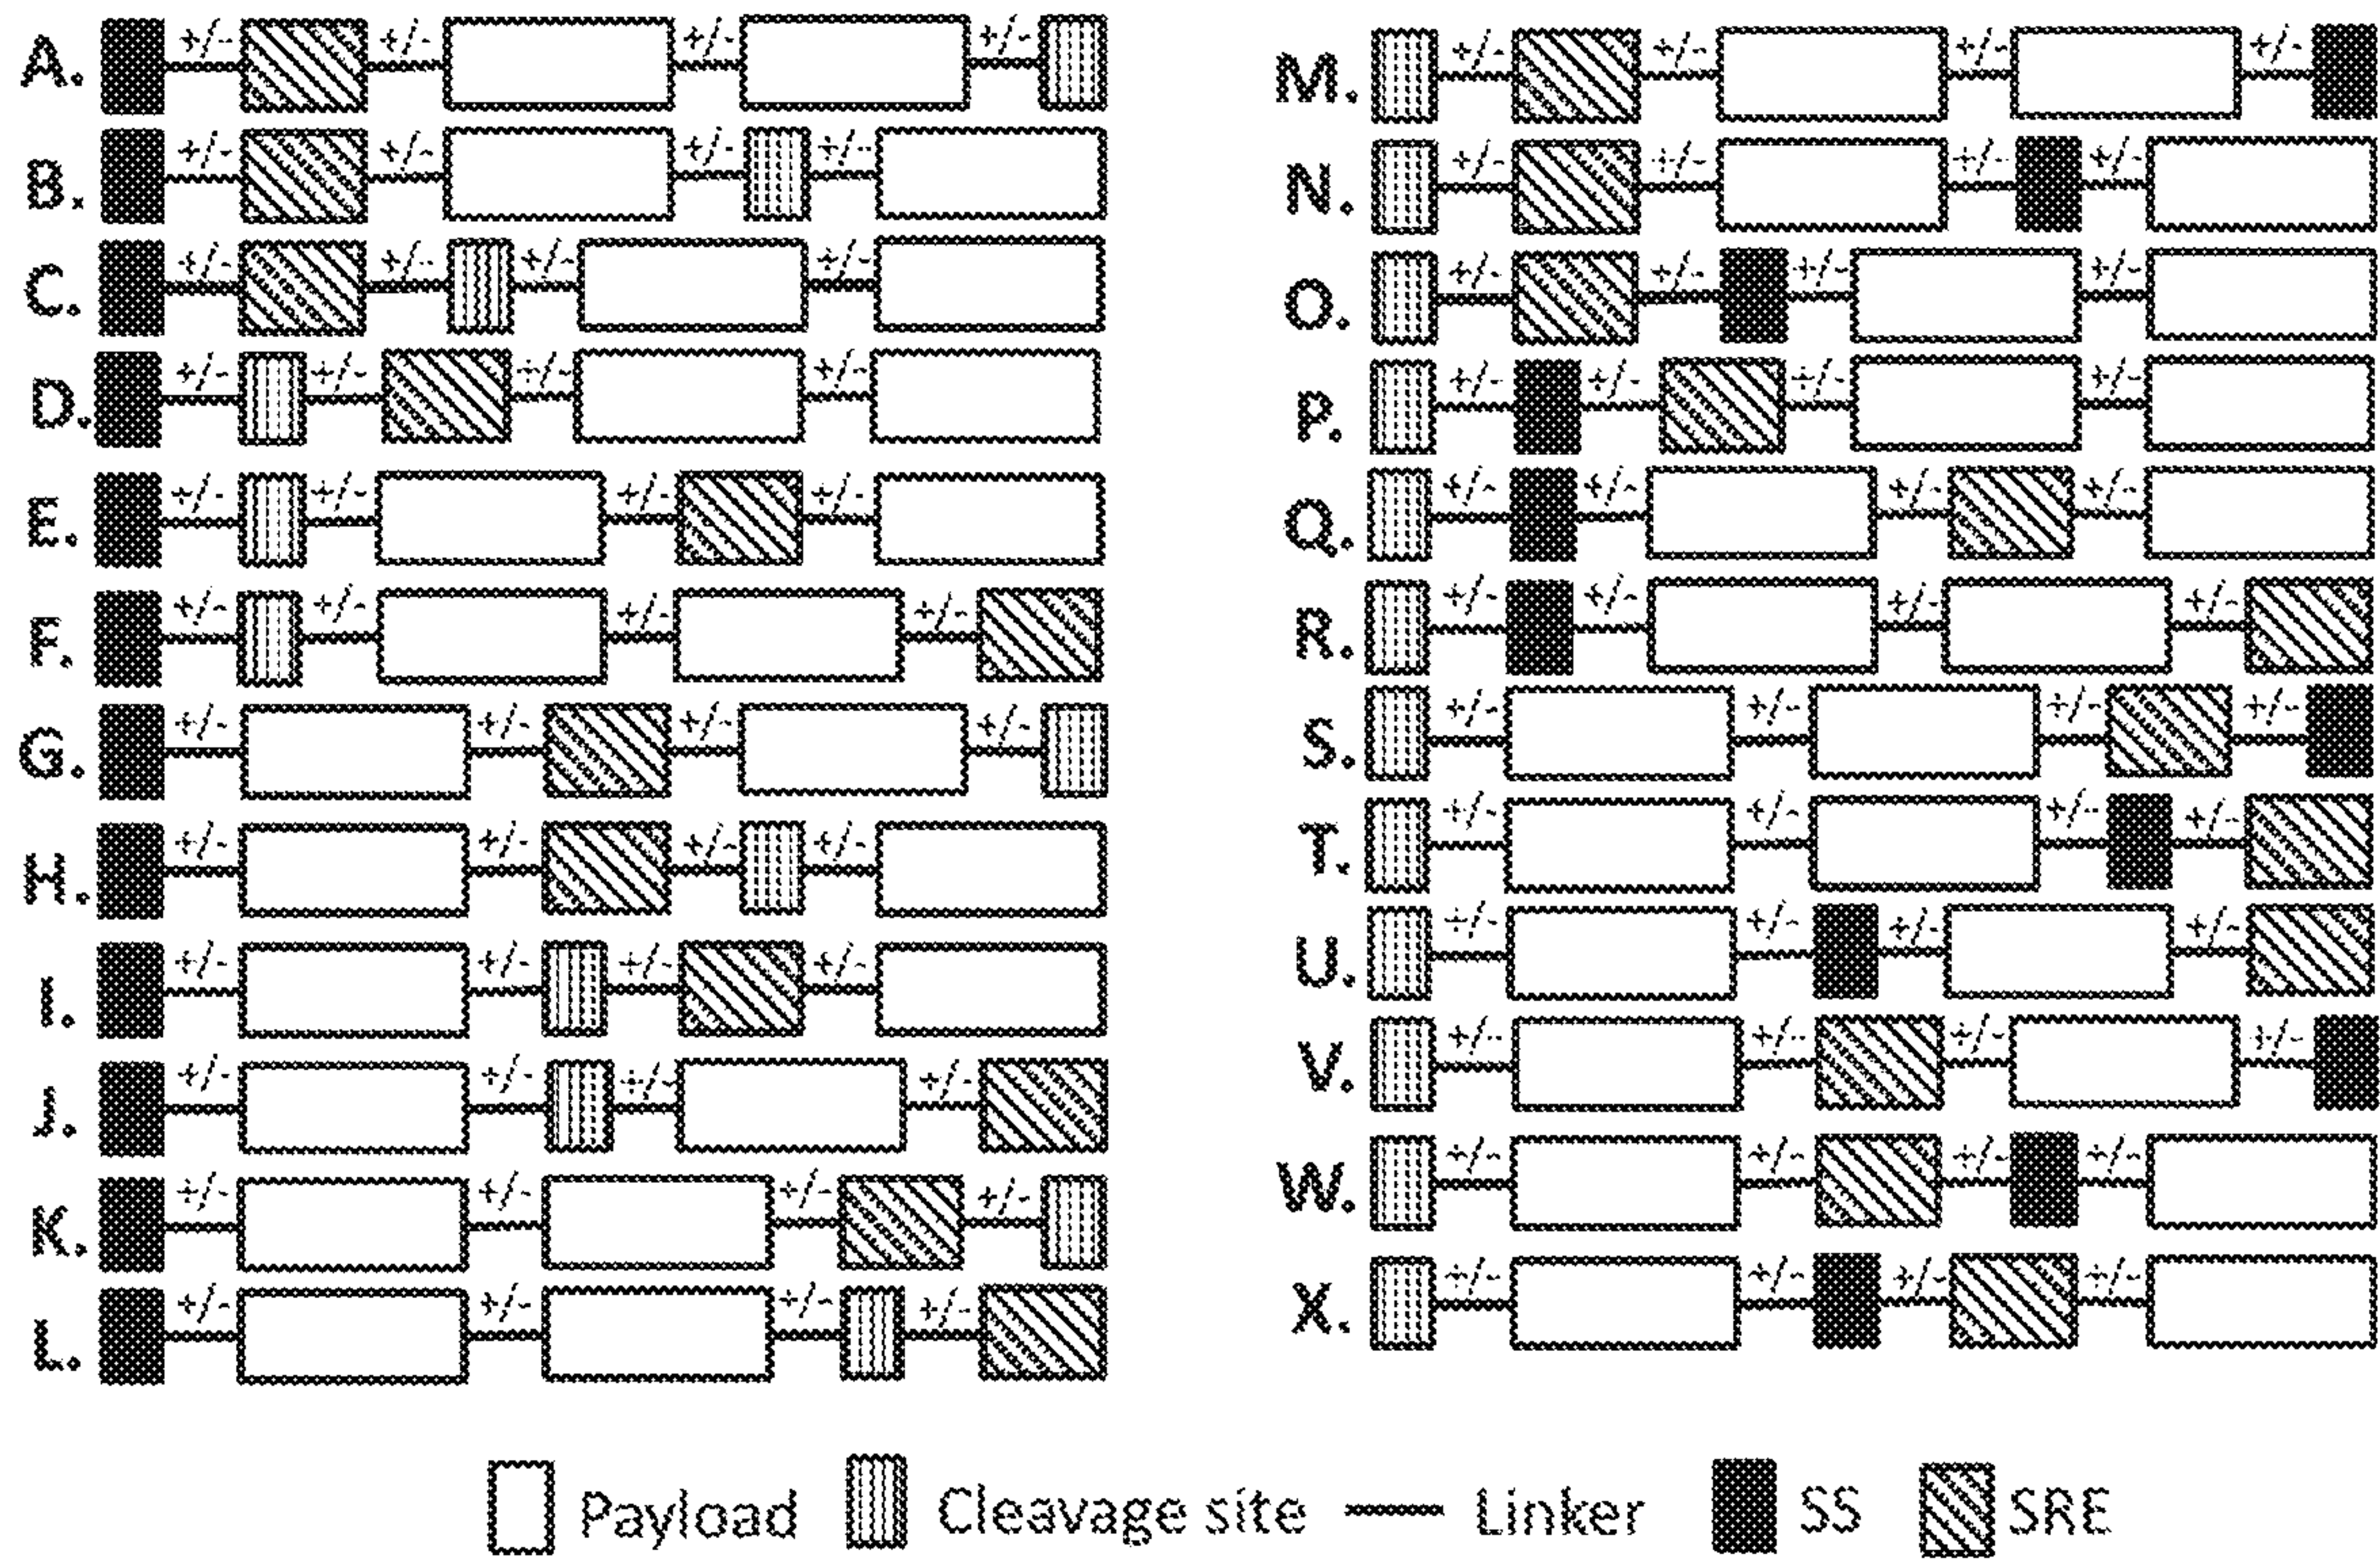 A. +/- +/- +/- +/-
B. +/- +/- +/- +/-
C. +/- +/- +/- +/-
D. +/- +/- +/- +/-
E. +/- +/- +/- +/-
F. +/- +/- +/- +/-
G. +/- +/- +/- +/-
H. +/- +/- +/- +/-
I. +/- +/- +/- +/-
J. +/- +/- +/- +/-
K. +/- +/- +/- +/-
L. +/- +/- +/- +/-
M. +/- +/- +/- +/-
N. +/- +/- +/- +/-
O. +/- +/- +/- +/-
P. +/- +/- +/- +/-
Q. +/- +/- +/- +/-
R. +/- +/- +/- +/-
S. +/- +/- +/- +/-
T. +/- +/- +/- +/-
U. +/- +/- +/- +/-
V. +/- +/- +/- +/-
W. +/- +/- +/- +/-
X. +/- +/- +/- +/-
Payload Cleavage site Linker SS SRE